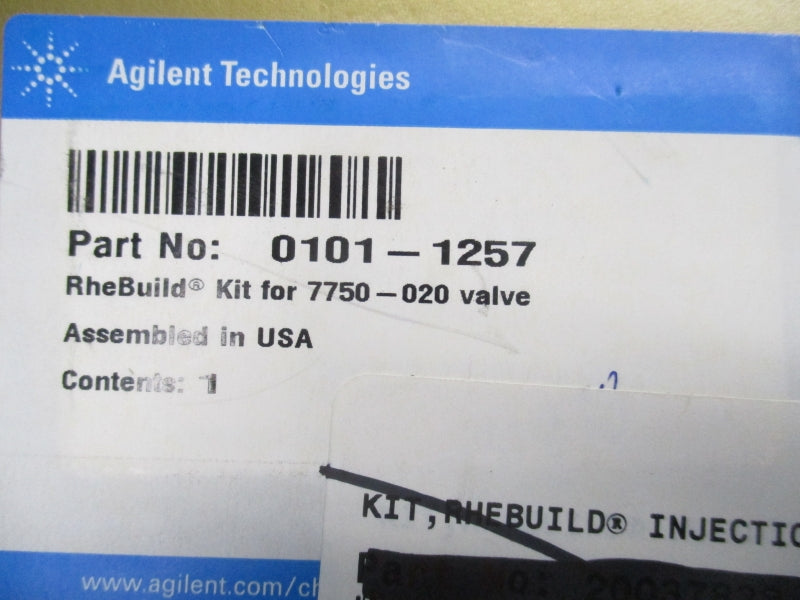 Agilent Technologies
Part No: 0101-1257
RheBuild® Kit for 7750-020 valve
Assembled in USA
Contents: 1
KIT,RHEBUILD® INJECTIO
www.agilent.com/ch